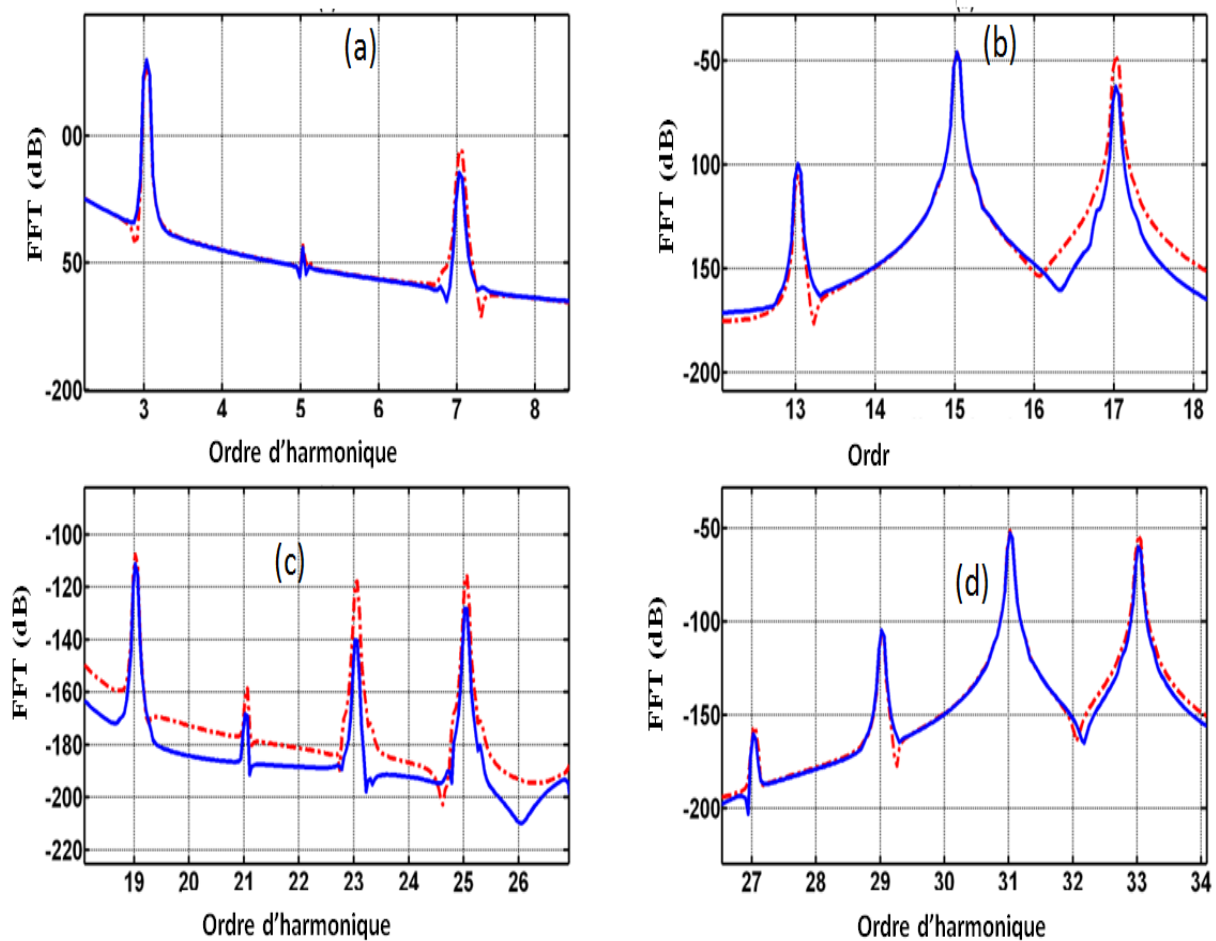 (a)
FFT (dB)
00
50
-200
3 4 5 6 7 8
Ordre d'harmonique
(b)
FFT (dB)
-50
100
150
-200
13 14 15 16 17 18
Ordr
(c)
FFT (dB)
-100
-120
-140
-160
-180
-200
-220
19 20 21 22 23 24 25 26
Ordre d'harmonique
(d)
FFT (dB)
-50
-100
-150
-200
27 28 29 30 31 32 33 34
Ordre d'harmonique